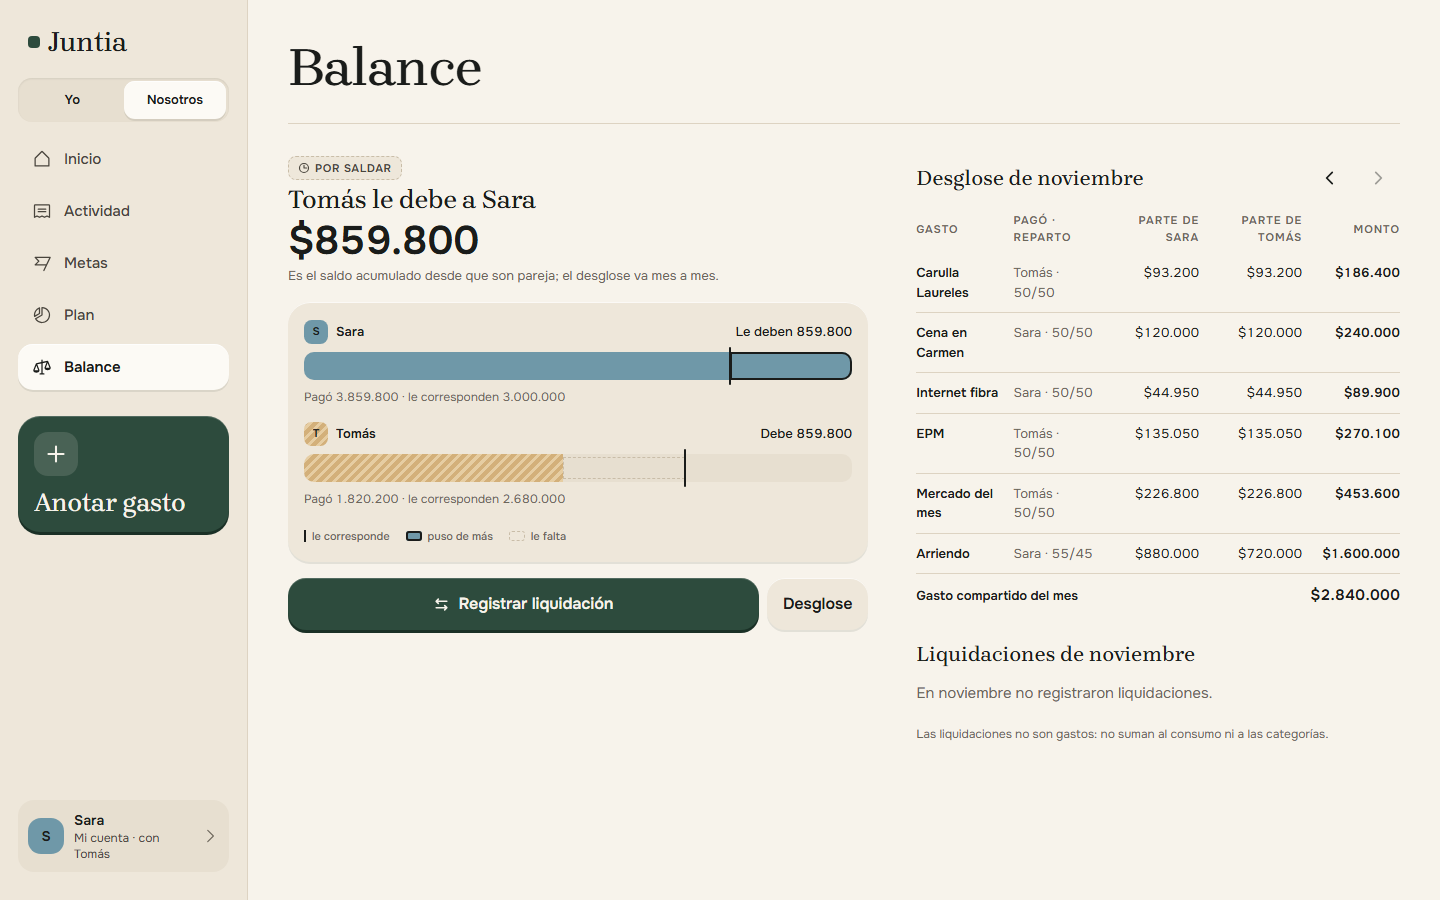 Juntia
Yo
Nosotros
Inicio
Actividad
Metas
Plan
Balance
Anotar gasto
S
Sara
Mi cuenta · con
Tomás
Balance
POR SALDAR
Tomás le debe a Sara
$859.800
Es el saldo acumulado desde que son pareja; el desglose va mes a mes.
S Sara Le deben 859.800
Pagó 3.859.800 · le corresponden 3.000.000
T Tomás Debe 859.800
Pagó 1.820.200 · le corresponden 2.680.000
le corresponde puso de más le falta
Registrar liquidación
Desglose
Desglose de noviembre
GASTO PAGÓ · REPARTO PARTE DE SARA PARTE DE TOMÁS MONTO
Carulla Laureles Tomás · 50/50 $93.200 $93.200 $186.400
Cena en Carmen Sara · 50/50 $120.000 $120.000 $240.000
Internet fibra Sara · 50/50 $44.950 $44.950 $89.900
EPM Tomás · 50/50 $135.050 $135.050 $270.100
Mercado del mes Tomás · 50/50 $226.800 $226.800 $453.600
Arriendo Sara · 55/45 $880.000 $720.000 $1.600.000
Gasto compartido del mes $2.840.000
Liquidaciones de noviembre
En noviembre no registraron liquidaciones.
Las liquidaciones no son gastos: no suman al consumo ni a las categorías.